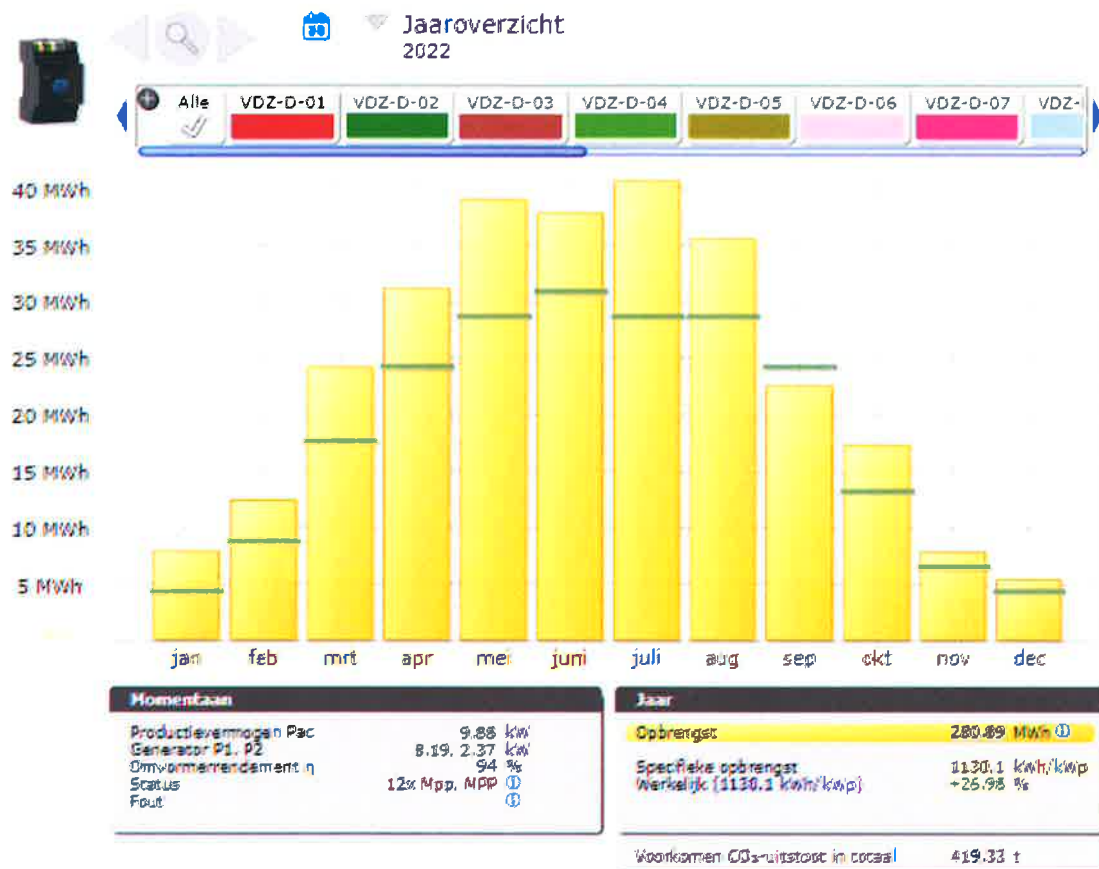 Jaaroverzicht
2022
Alle VDZ-D-01 VDZ-D-02 VDZ-D-03 VDZ-D-04 VDZ-D-05 VDZ-D-06 VDZ-D-07 VDZ-
40 MWh
35 MWh
30 MWh
25 MWh
20 MWh
15 MWh
10 MWh
5 MWh
jan feb mrt apr mei juni juli aug sep okt nov dec
Momentaan
Productievermogen Pac 9.88 kW
Generator P1, P2 8.19, 2.37 kW
Omvormerrendement η 94 %
Status 12x Mpp, MPP
Fout
Jaar
Opbrengst 280.89 MWh
Specifieke opbrengst 1130.1 kWh/kWp
Werkelijk (1130.1 kWh/kWp) +26.98 %
Voorkomen CO₂-uitstoot in totaal 419.33 t